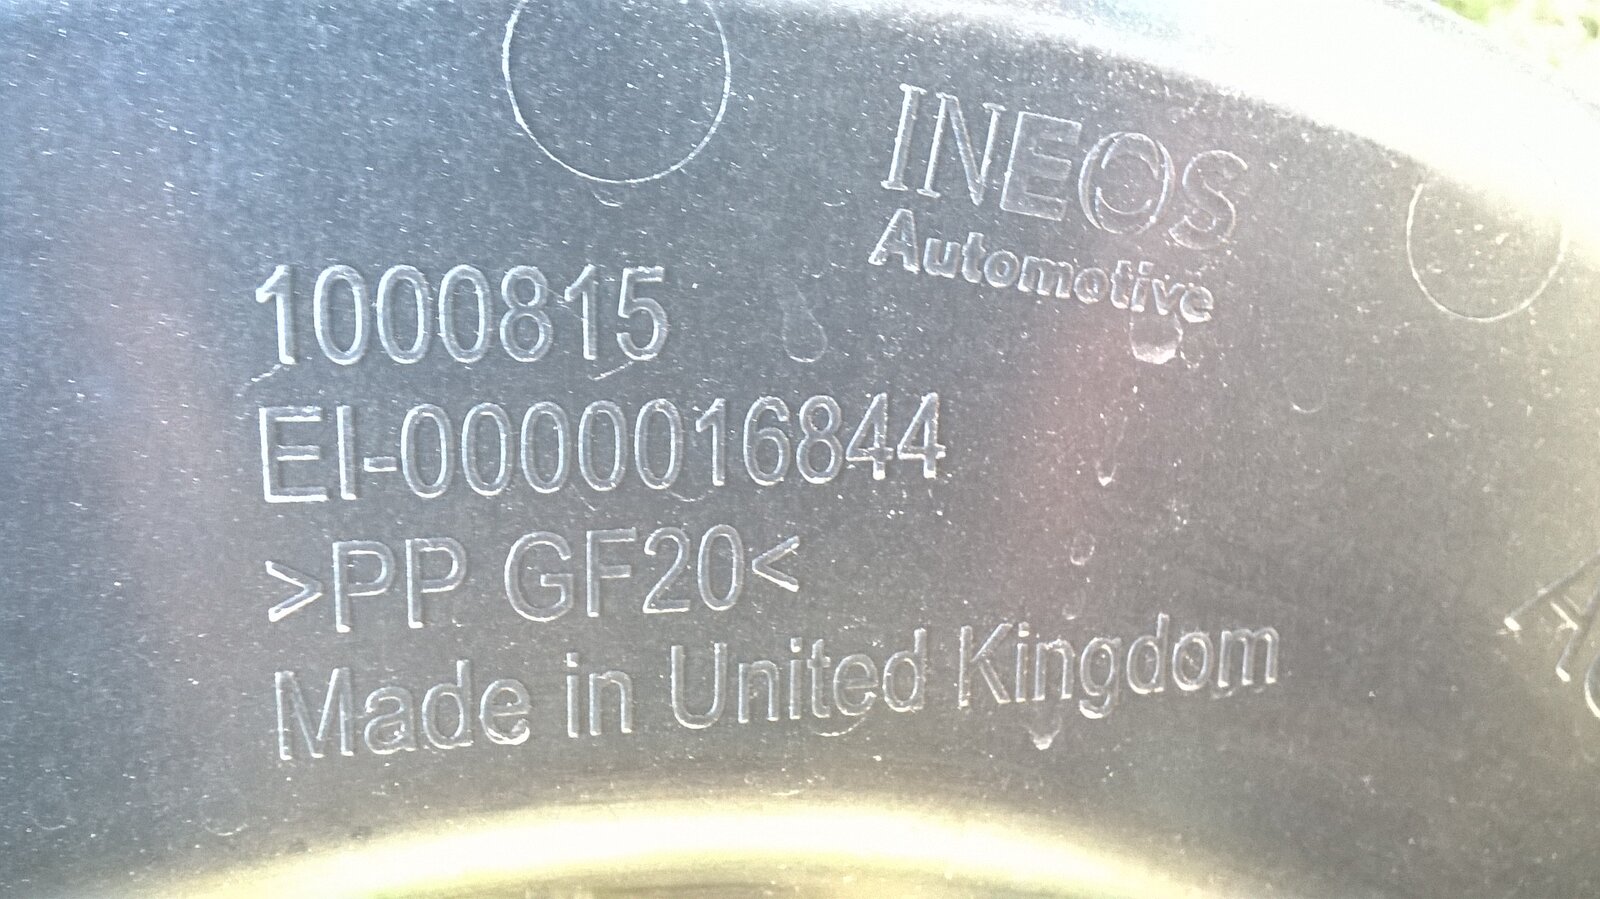 INEOS
Automotive
1000815
EI-0000016844
>PP GF20<
Made in United Kingdom